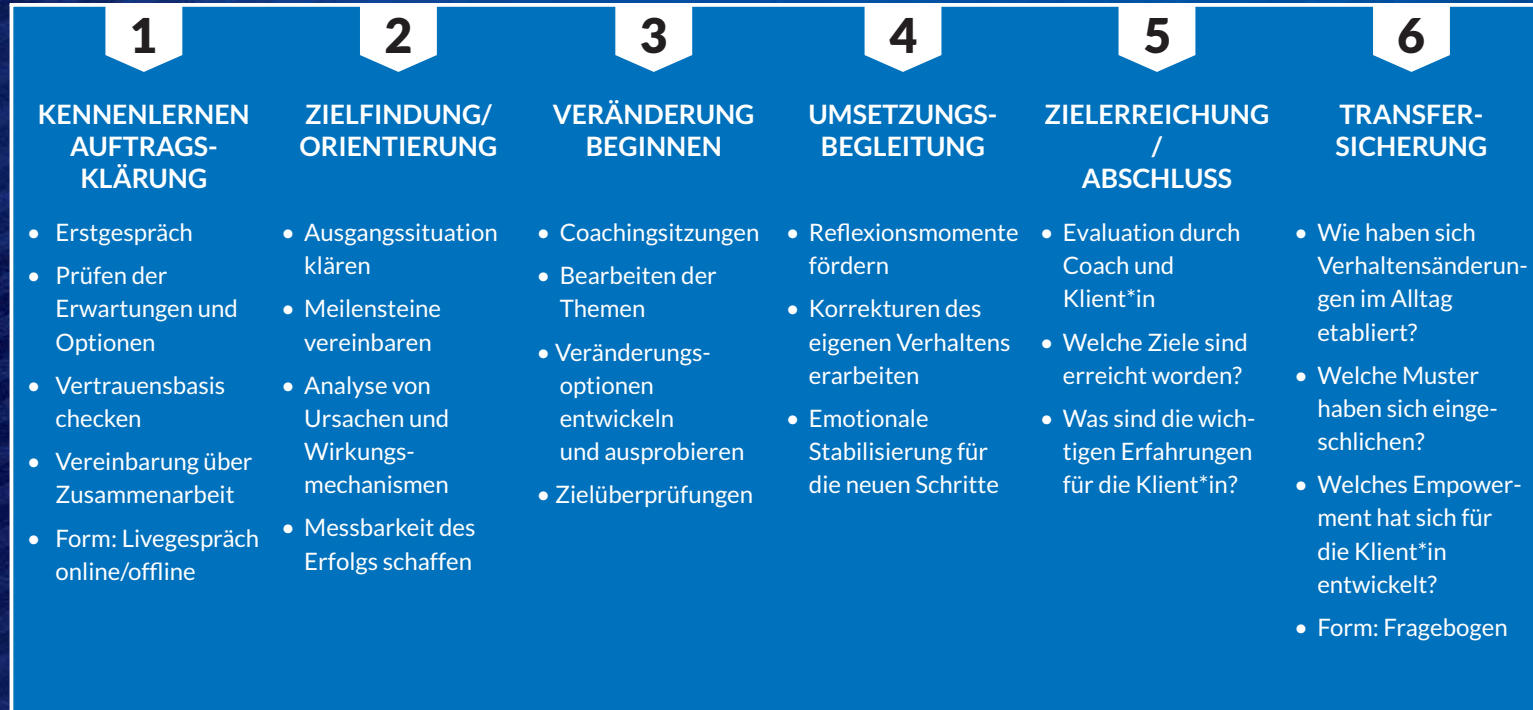 1
KENNENLERNEN
AUFTRAGS-
KLÄRUNG
• Erstgespräch
• Prüfen der
Erwartungen und
Optionen
• Vertrauensbasis
checken
• Vereinbarung über
Zusammenarbeit
• Form: Livegespräch
online/offline
2
ZIELFINDUNG/
ORIENTIERUNG
• Ausgangssituation
klären
• Meilensteine
vereinbaren
• Analyse von
Ursachen und
Wirkungs-
mechanismen
• Messbarkeit des
Erfolgs schaffen
3
VERÄNDERUNG
BEGINNEN
• Coachingsitzungen
• Bearbeiten der
Themen
• Veränderungs-
optionen
entwickeln
und ausprobieren
• Zielüberprüfungen
4
UMSETZUNGS-
BEGLEITUNG
• Reflexionsmomente
fördern
• Korrekturen des
eigenen Verhaltens
erarbeiten
• Emotionale
Stabilisierung für
die neuen Schritte
5
ZIELERREICHUNG
/
ABSCHLUSS
• Evaluation durch
Coach und
Klient*in
• Welche Ziele sind
erreicht worden?
• Was sind die wich-
tigen Erfahrungen
für die Klient*in?
6
TRANSFER-
SICHERUNG
• Wie haben sich
Verhaltensänderun-
gen im Alltag
etabliert?
• Welche Muster
haben sich einge-
schlichen?
• Welches Empower-
ment hat sich für
die Klient*in
entwickelt?
• Form: Fragebogen